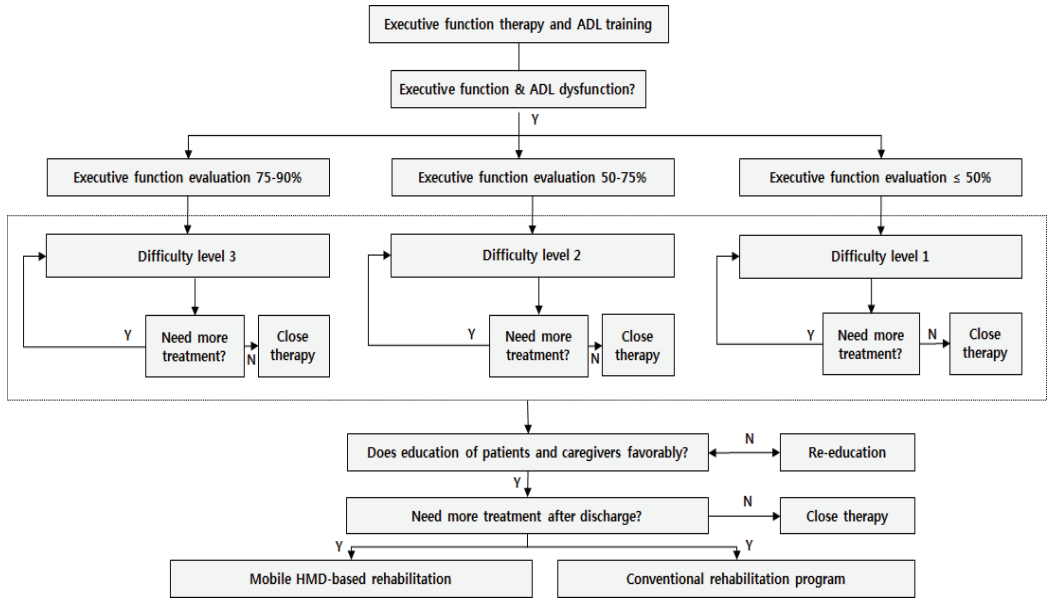 Executive function therapy and ADL training
Executive function & ADL dysfunction?
Y
Executive function evaluation 75-90%
Executive function evaluation 50-75%
Executive function evaluation ≤ 50%
Difficulty level 3
Difficulty level 2
Difficulty level 1
Y
Need more
treatment?
N
Close
therapy
Y
Need more
treatment?
N
Close
therapy
Y
Need more
treatment?
N
Close
therapy
Does education of patients and caregivers favorably?
N
Re-education
Y
Need more treatment after discharge?
N
Close therapy
Y
Y
Mobile HMD-based rehabilitation
Conventional rehabilitation program